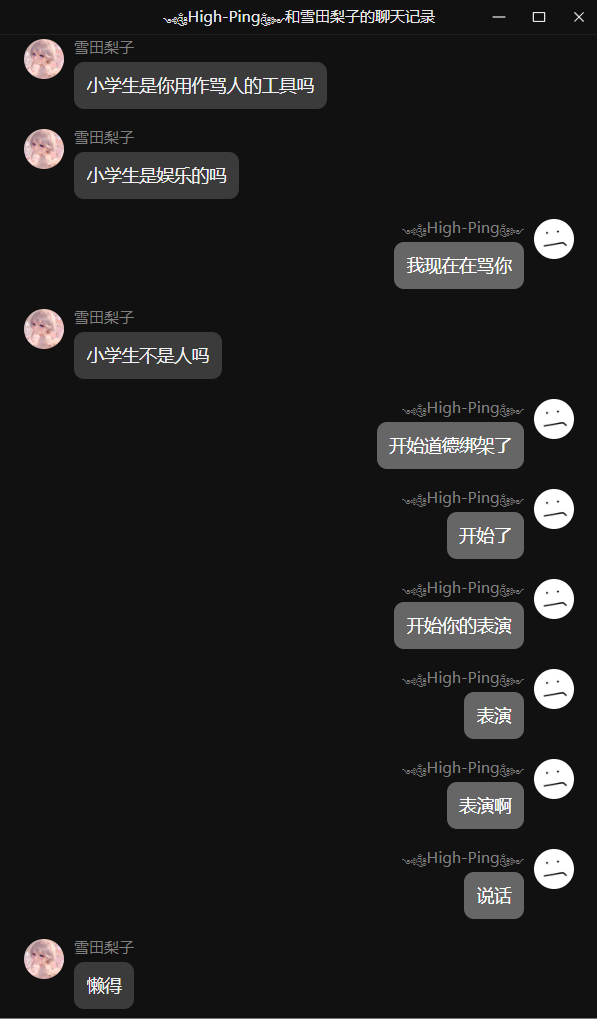 High-Ping和雪田梨子的聊天记录
雪田梨子
小学生是你用作骂人的工具吗
雪田梨子
小学生是娱乐的吗
High-Ping
我现在在骂你
雪田梨子
小学生不是人吗
High-Ping
开始道德绑架了
High-Ping
开始了
High-Ping
开始你的表演
High-Ping
表演
High-Ping
表演啊
High-Ping
说话
雪田梨子
懒得